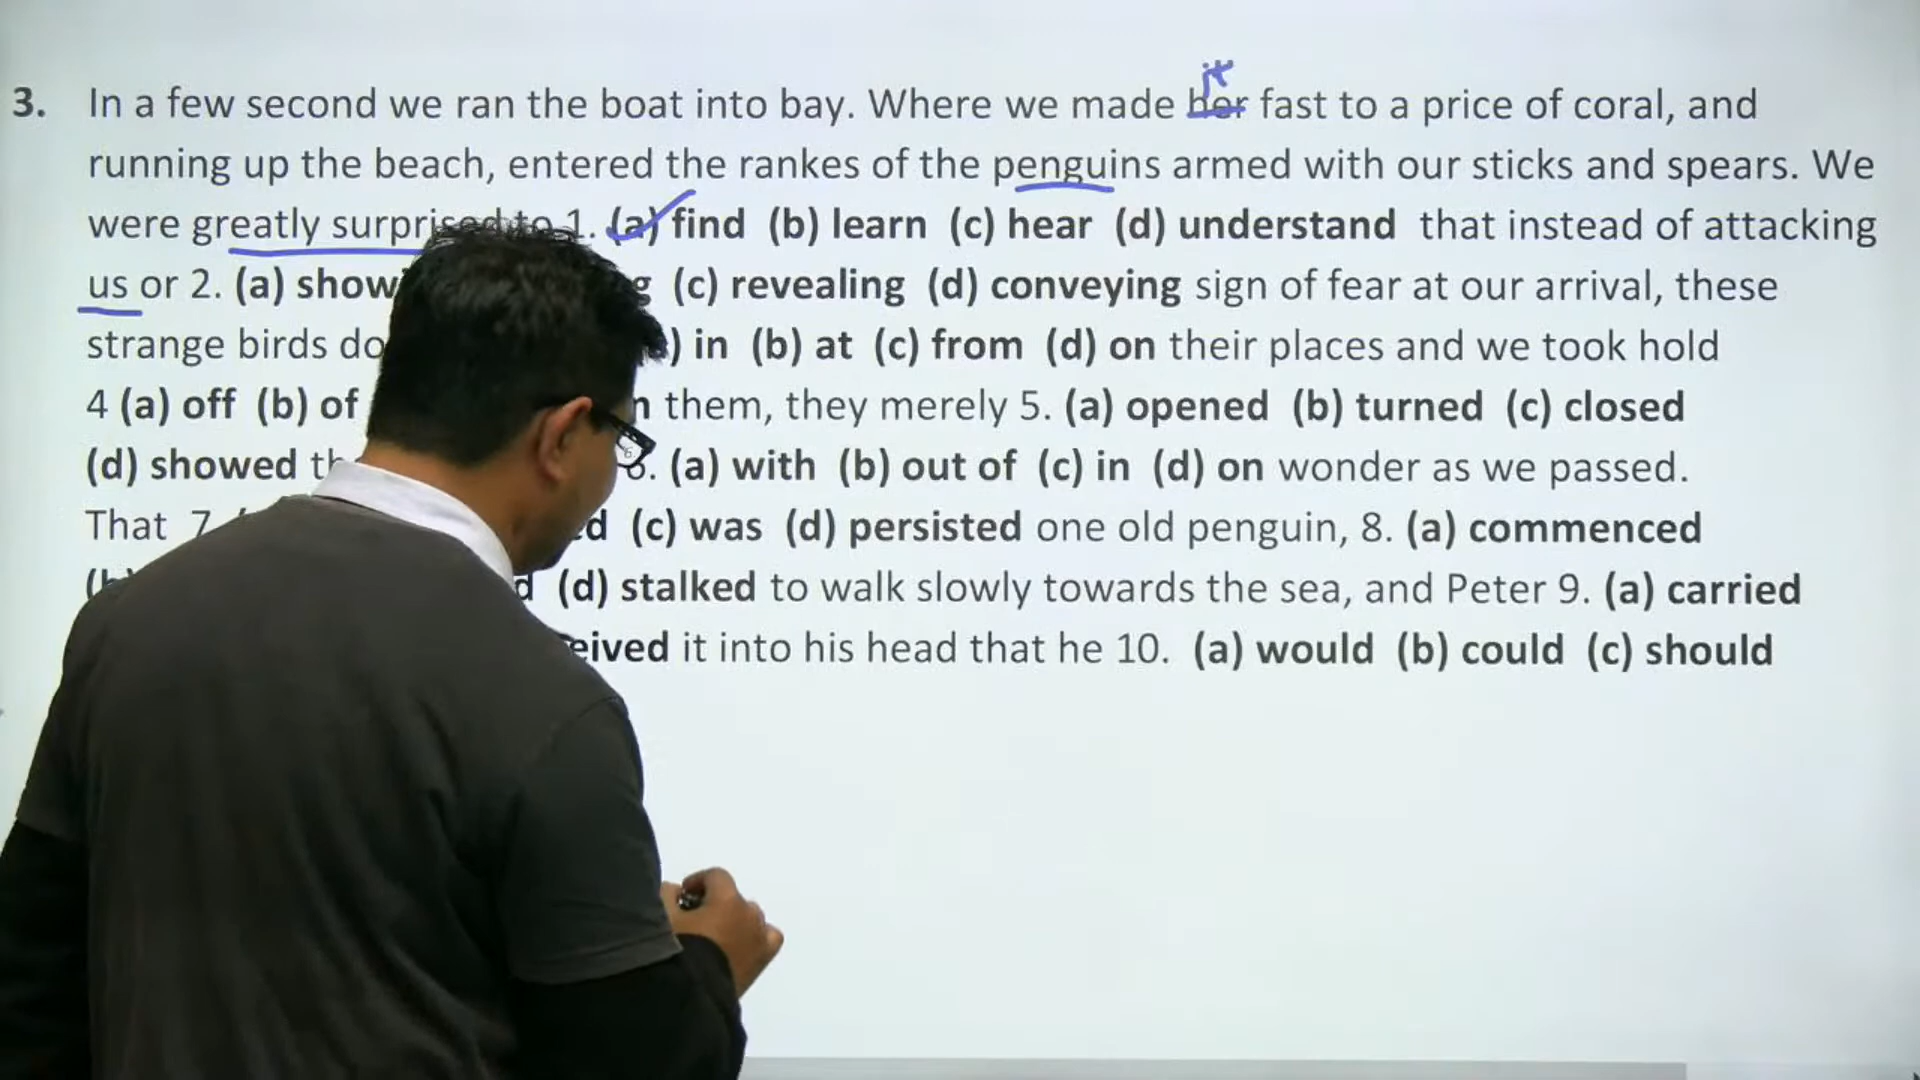 it
3. In a few second we ran the boat into bay. Where we made her fast to a price of coral, and
running up the beach, entered the rankes of the penguins armed with our sticks and spears. We
were greatly surprised to 1. (a) find (b) learn (c) hear (d) understand that instead of attacking
us or 2. (a) (c) revealing (d) conveying sign of fear at our arrival, these
strange birds in (b) at (c) from (d) on their places and we took hold
4 (a) off (b) of them, they merely 5. (a) opened (b) turned (c) closed
(d) showed 6. (a) with (b) out of (c) in (d) on wonder as we passed.
That 7 (c) was (d) persisted one old penguin, 8. (a) commenced
(d) stalked to walk slowly towards the sea, and Peter 9. (a) carried
it into his head that he 10. (a) would (b) could (c) should